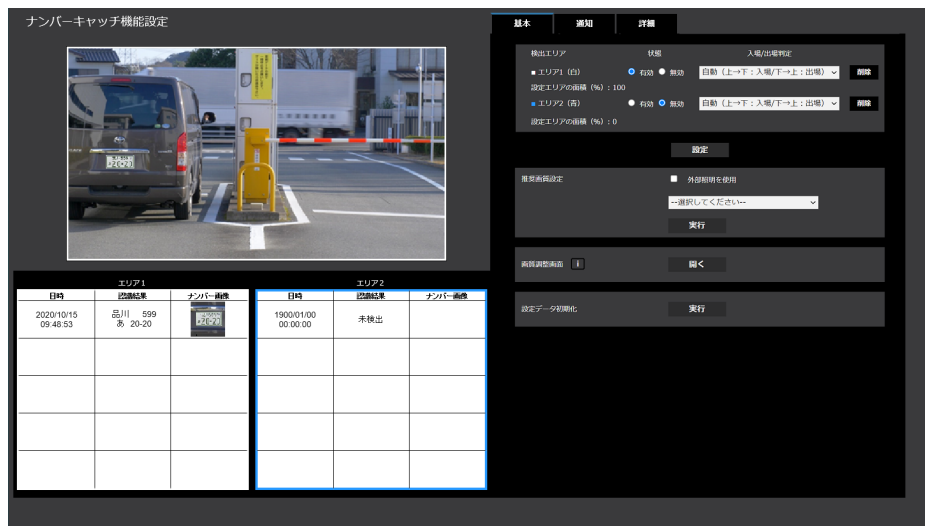 ナンバーキャッチ機能設定
基本
通知
詳細
検出エリア 状態 入場/出場判定
エリア1（白） 有効 無効 自動（上→下：入場/下→上：出場） 削除
設定エリアの面積（%）: 100
エリア2（青） 有効 無効 自動（上→下：入場/下→上：出場） 削除
設定エリアの面積（%）: 0
設定
推奨画質設定 外部照明を使用
--選択してください--
実行
画質調整画面 i 開く
設定データ初期化 実行
エリア1
日時 認識結果 ナンバー画像
2020/10/15 品川 599
09:48:53 あ 20-20
エリア2
日時 認識結果 ナンバー画像
1900/01/00 未検出
00:00:00